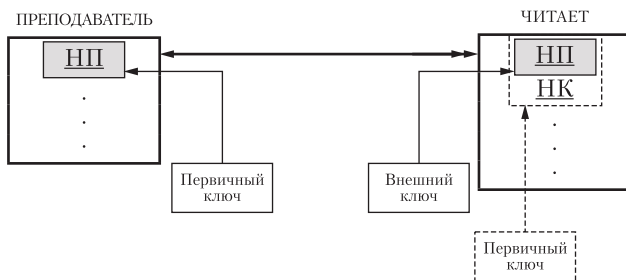 ПРЕПОДАВАТЕЛЬ
ЧИТАЕТ
НП
НП
НК
Первичный
ключ
Внешний
ключ
Первичный
ключ